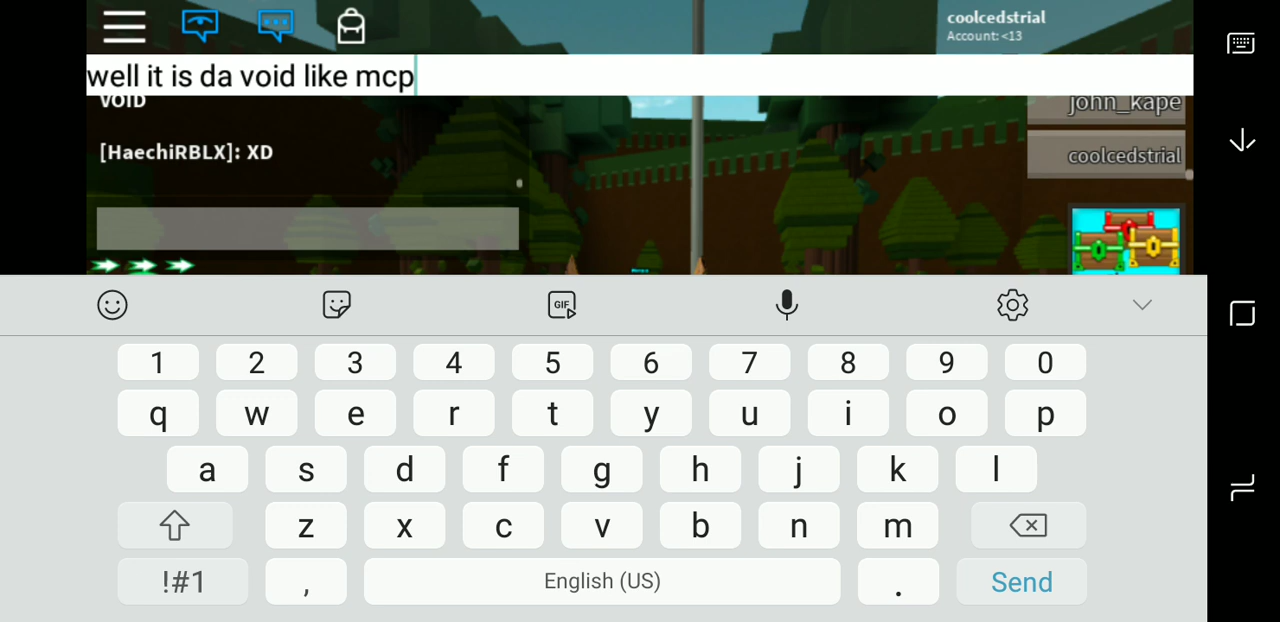 coolcedstrial
Account: <13
well it is da void like mcp
VOID
john_kape
[HaechiRBLX]: XD
coolcedstrial
GIF
1 2 3 4 5 6 7 8 9 0
q w e r t y u i o p
a s d f g h j k l
z x c v b n m
!#1 , English (US) . Send